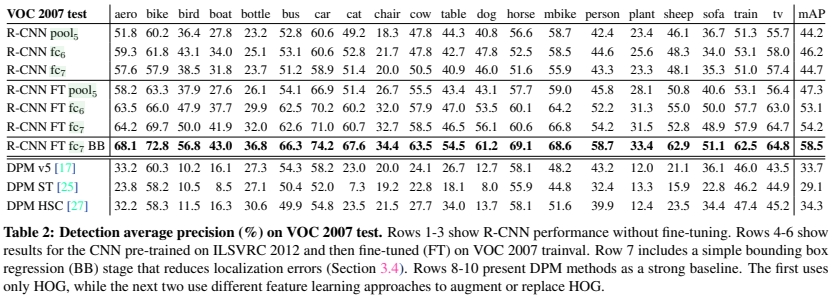 VOC 2007 test aero bike bird boat bottle bus car cat chair cow table dog horse mbike person plant sheep sofa train tv mAP
R-CNN pool5 51.8 60.2 36.4 27.8 23.2 52.8 60.6 49.2 18.3 47.8 44.3 40.8 56.6 58.7 42.4 23.4 46.1 36.7 51.3 55.7 44.2
R-CNN fc6 59.3 61.8 43.1 34.0 25.1 53.1 60.6 52.8 21.7 47.8 42.7 47.8 52.5 58.5 44.6 25.6 48.3 34.0 53.1 58.0 46.2
R-CNN fc7 57.6 57.9 38.5 31.8 23.7 51.2 58.9 51.4 20.0 50.5 40.9 46.0 51.6 55.9 43.3 23.3 48.1 35.3 51.0 57.4 44.7
R-CNN FT pool5 58.2 63.3 37.9 27.6 26.1 54.1 66.9 51.4 26.7 55.5 43.4 43.1 57.7 59.0 45.8 28.1 50.8 40.6 53.1 56.4 47.3
R-CNN FT fc6 63.5 66.0 47.9 37.7 29.9 62.5 70.2 60.2 32.0 57.9 47.0 53.5 60.1 64.2 52.2 31.3 55.0 50.0 57.7 63.0 53.1
R-CNN FT fc7 64.2 69.7 50.0 41.9 32.0 62.6 71.0 60.7 32.7 58.5 46.5 56.1 60.6 66.8 54.2 31.5 52.8 48.9 57.9 64.7 54.2
R-CNN FT fc7 BB 68.1 72.8 56.8 43.0 36.8 66.3 74.2 67.6 34.4 63.5 54.5 61.2 69.1 68.6 58.7 33.4 62.9 51.1 62.5 64.8 58.5
DPM v5 [17] 33.2 60.3 10.2 16.1 27.3 54.3 58.2 23.0 20.0 24.1 26.7 12.7 58.1 48.2 43.2 12.0 21.1 36.1 46.0 43.5 33.7
DPM ST [25] 23.8 58.2 10.5 8.5 27.1 50.4 52.0 7.3 19.2 22.8 18.1 8.0 55.9 44.8 32.4 13.3 15.9 22.8 46.2 44.9 29.1
DPM HSC [27] 32.2 58.3 11.5 16.3 30.6 49.9 54.8 23.5 21.5 27.7 34.0 13.7 58.1 51.6 39.9 12.4 23.5 34.4 47.4 45.2 34.3
Table 2: Detection average precision (%) on VOC 2007 test. Rows 1-3 show R-CNN performance without fine-tuning. Rows 4-6 show
results for the CNN pre-trained on ILSVRC 2012 and then fine-tuned (FT) on VOC 2007 trainval. Row 7 includes a simple bounding box
regression (BB) stage that reduces localization errors (Section 3.4). Rows 8-10 present DPM methods as a strong baseline. The first uses
only HOG, while the next two use different feature learning approaches to augment or replace HOG.